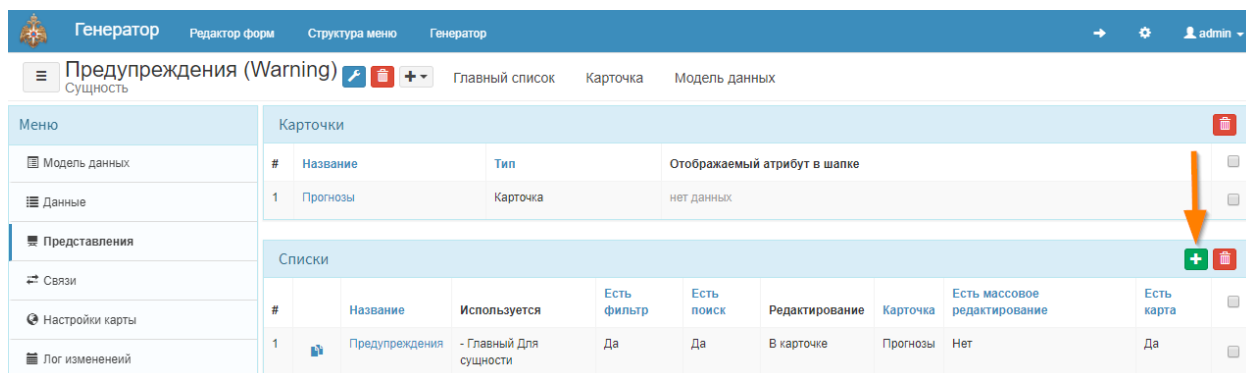 Генератор Редактор форм Структура меню Генератор admin
Предупреждения (Warning) Главный список Карточка Модель данных
Сущность
Меню
Модель данных
Данные
Представления
Связи
Настройки карты
Лог измененеий
Карточки
# Название Тип Отображаемый атрибут в шапке
1 Прогнозы Карточка нет данных
Списки
# Название Используется Есть фильтр Есть поиск Редактирование Карточка Есть массовое редактирование Есть карта
1 Предупреждения - Главный Для сущности Да Да В карточке Прогнозы Нет Да